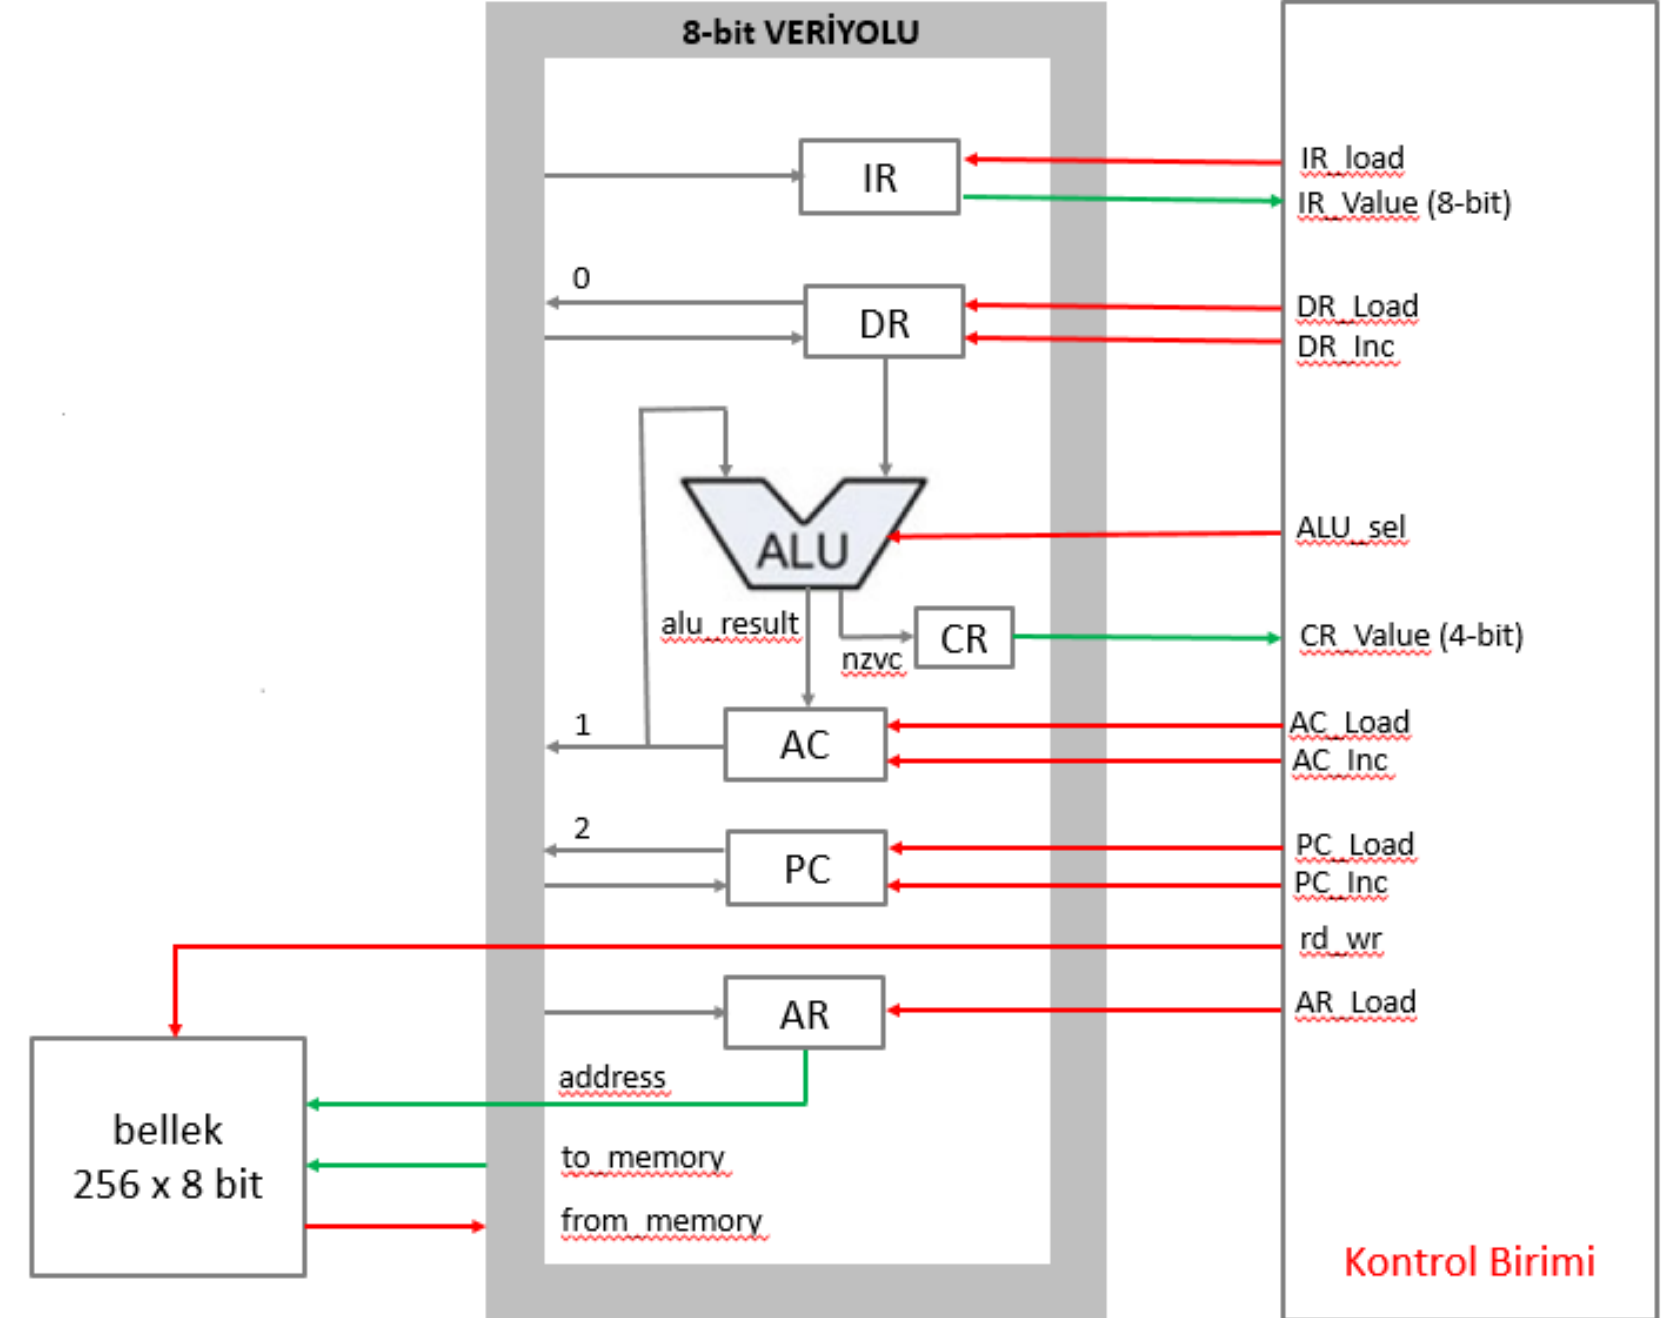 8-bit VERİYOLU
IR
IR_load
IR_Value (8-bit)
0
DR
DR_Load
DR_Inc
ALU
ALU_sel
alu_result
nzvc
CR
CR_Value (4-bit)
1
AC
AC_Load
AC_Inc
2
PC
PC_Load
PC_Inc
rd_wr
AR
AR_Load
address
bellek
256 x 8 bit
to_memory
from_memory
Kontrol Birimi